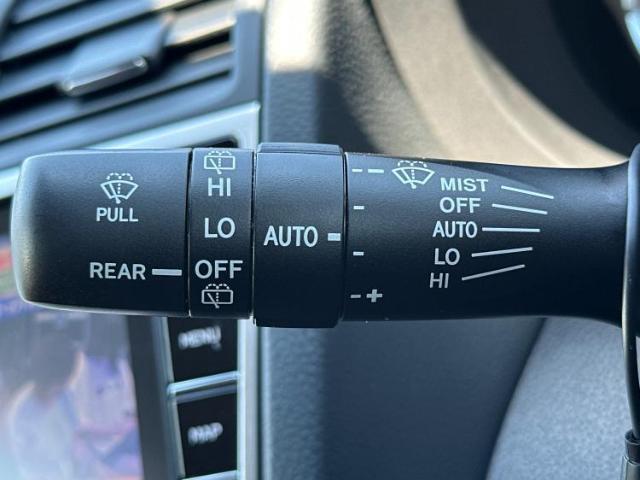 PULL
REAR
HI
LO
OFF
AUTO
--
-
-
-+
MIST
OFF
AUTO
LO
HI
MENU
MAP